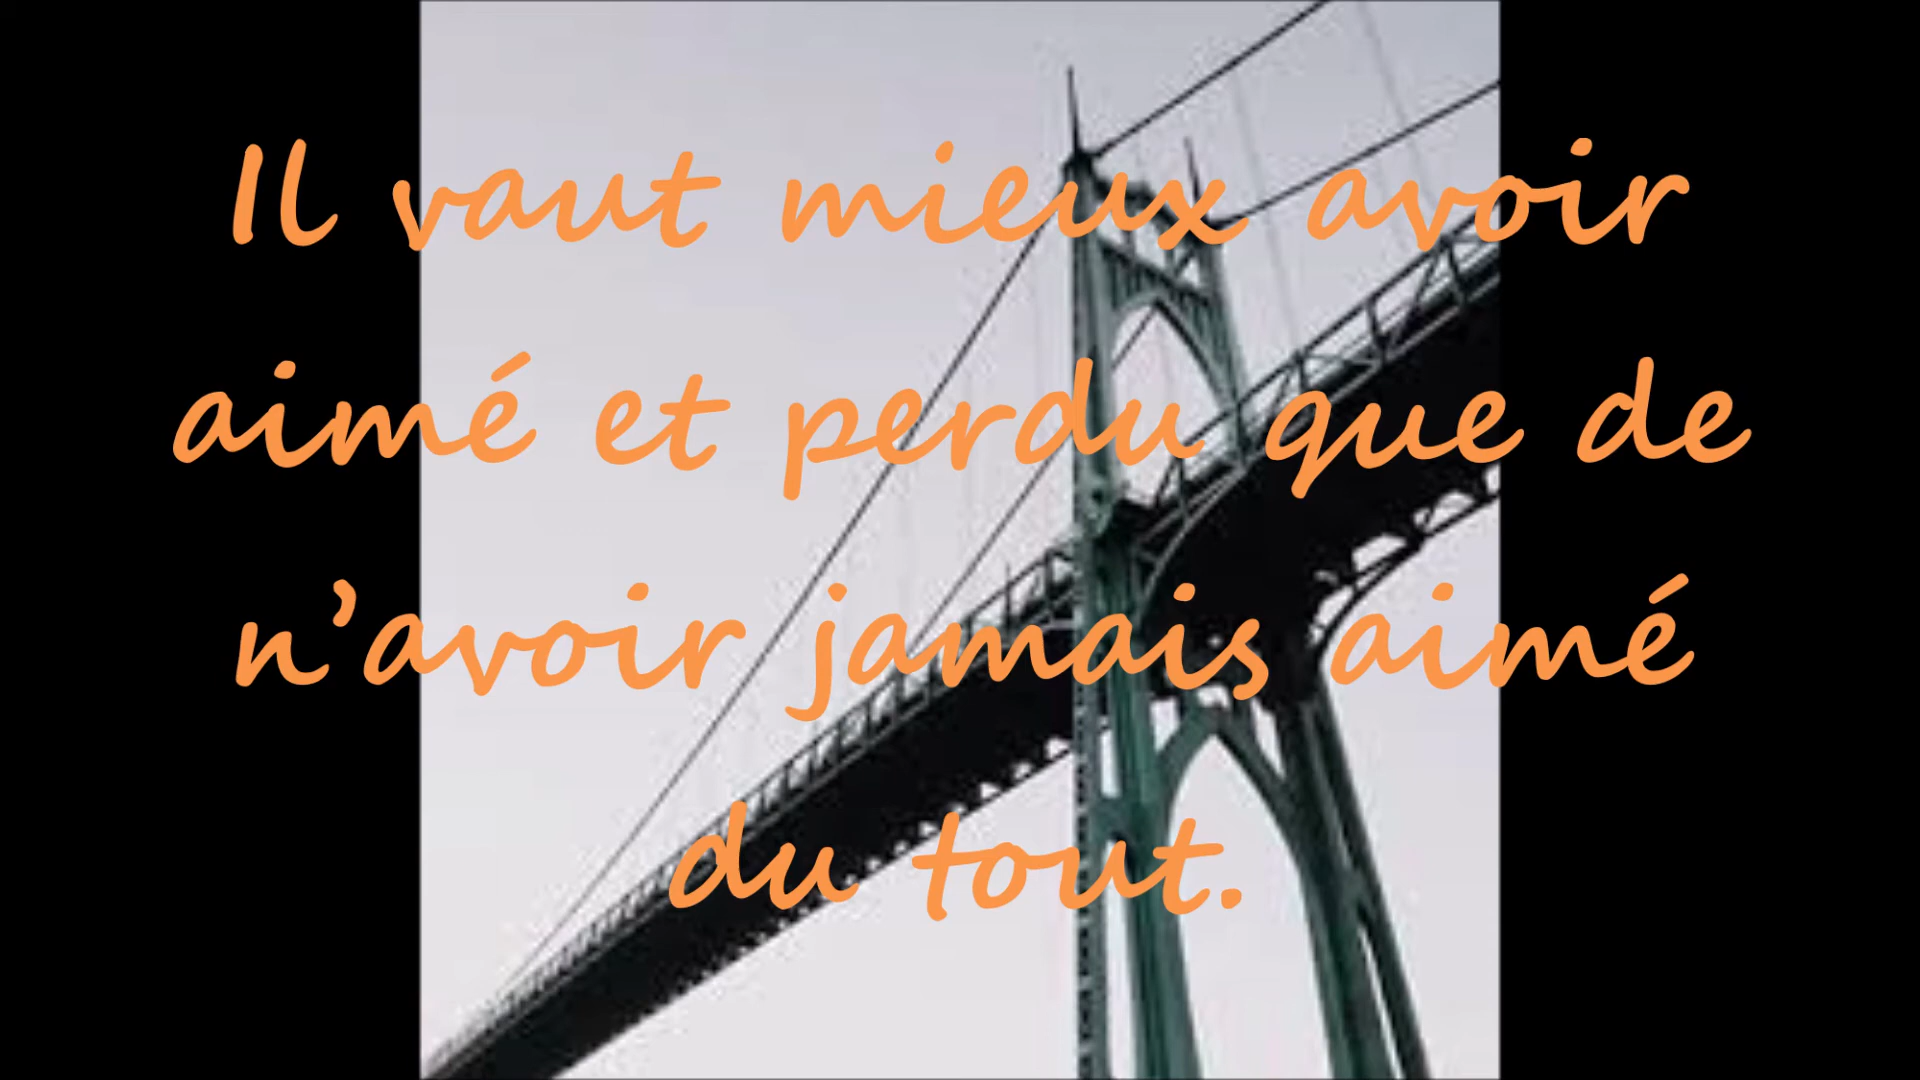 Il vaut mieux avoir
aimé et perdu que de
n’avoir jamais aimé
du tout.